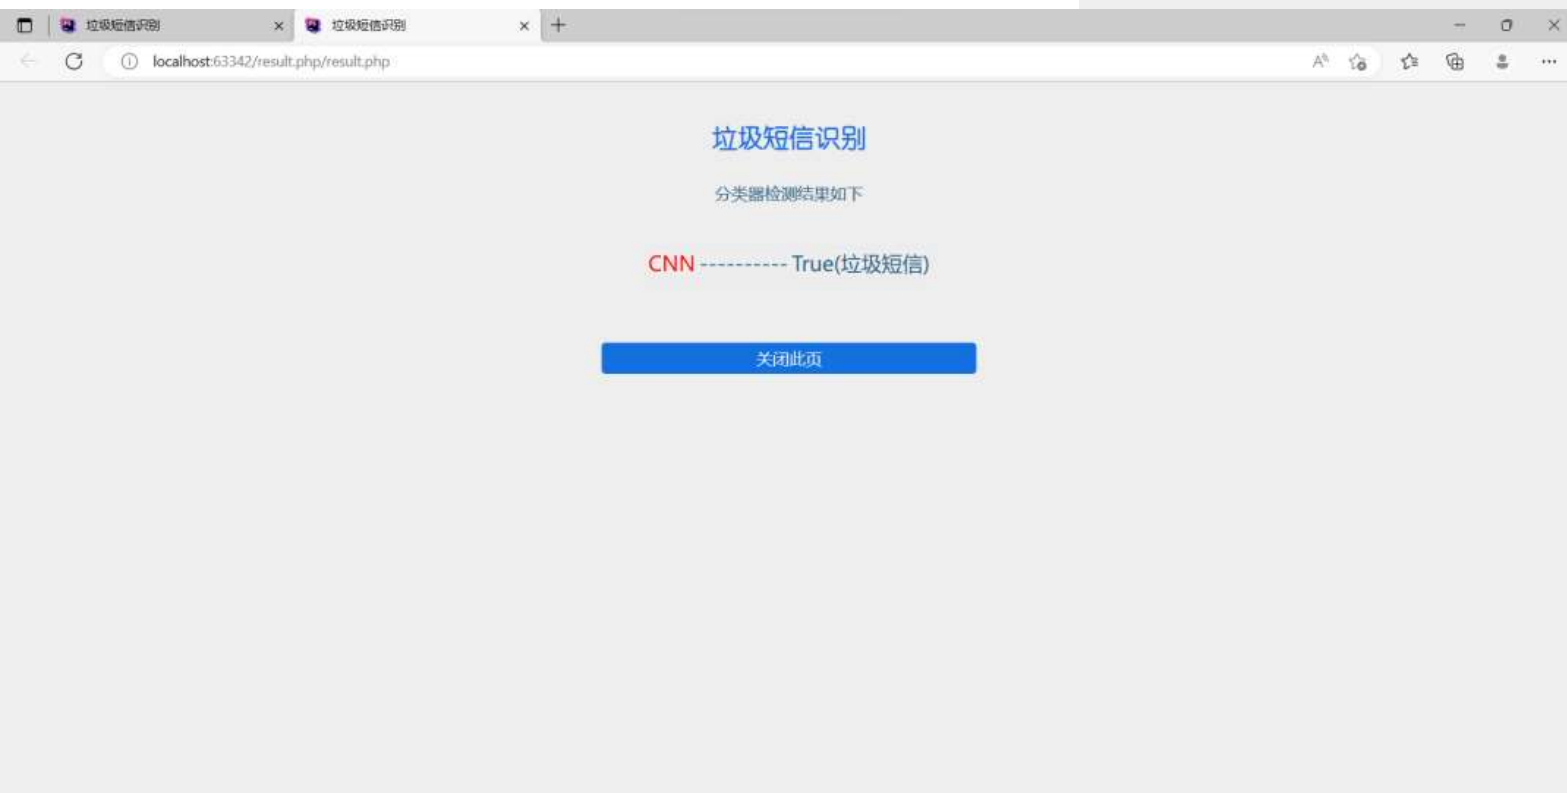 垃圾短信识别
垃圾短信识别
localhost:63342/result.php/result.php
垃圾短信识别
分类器检测结果如下
CNN ---------- True(垃圾短信)
关闭此页